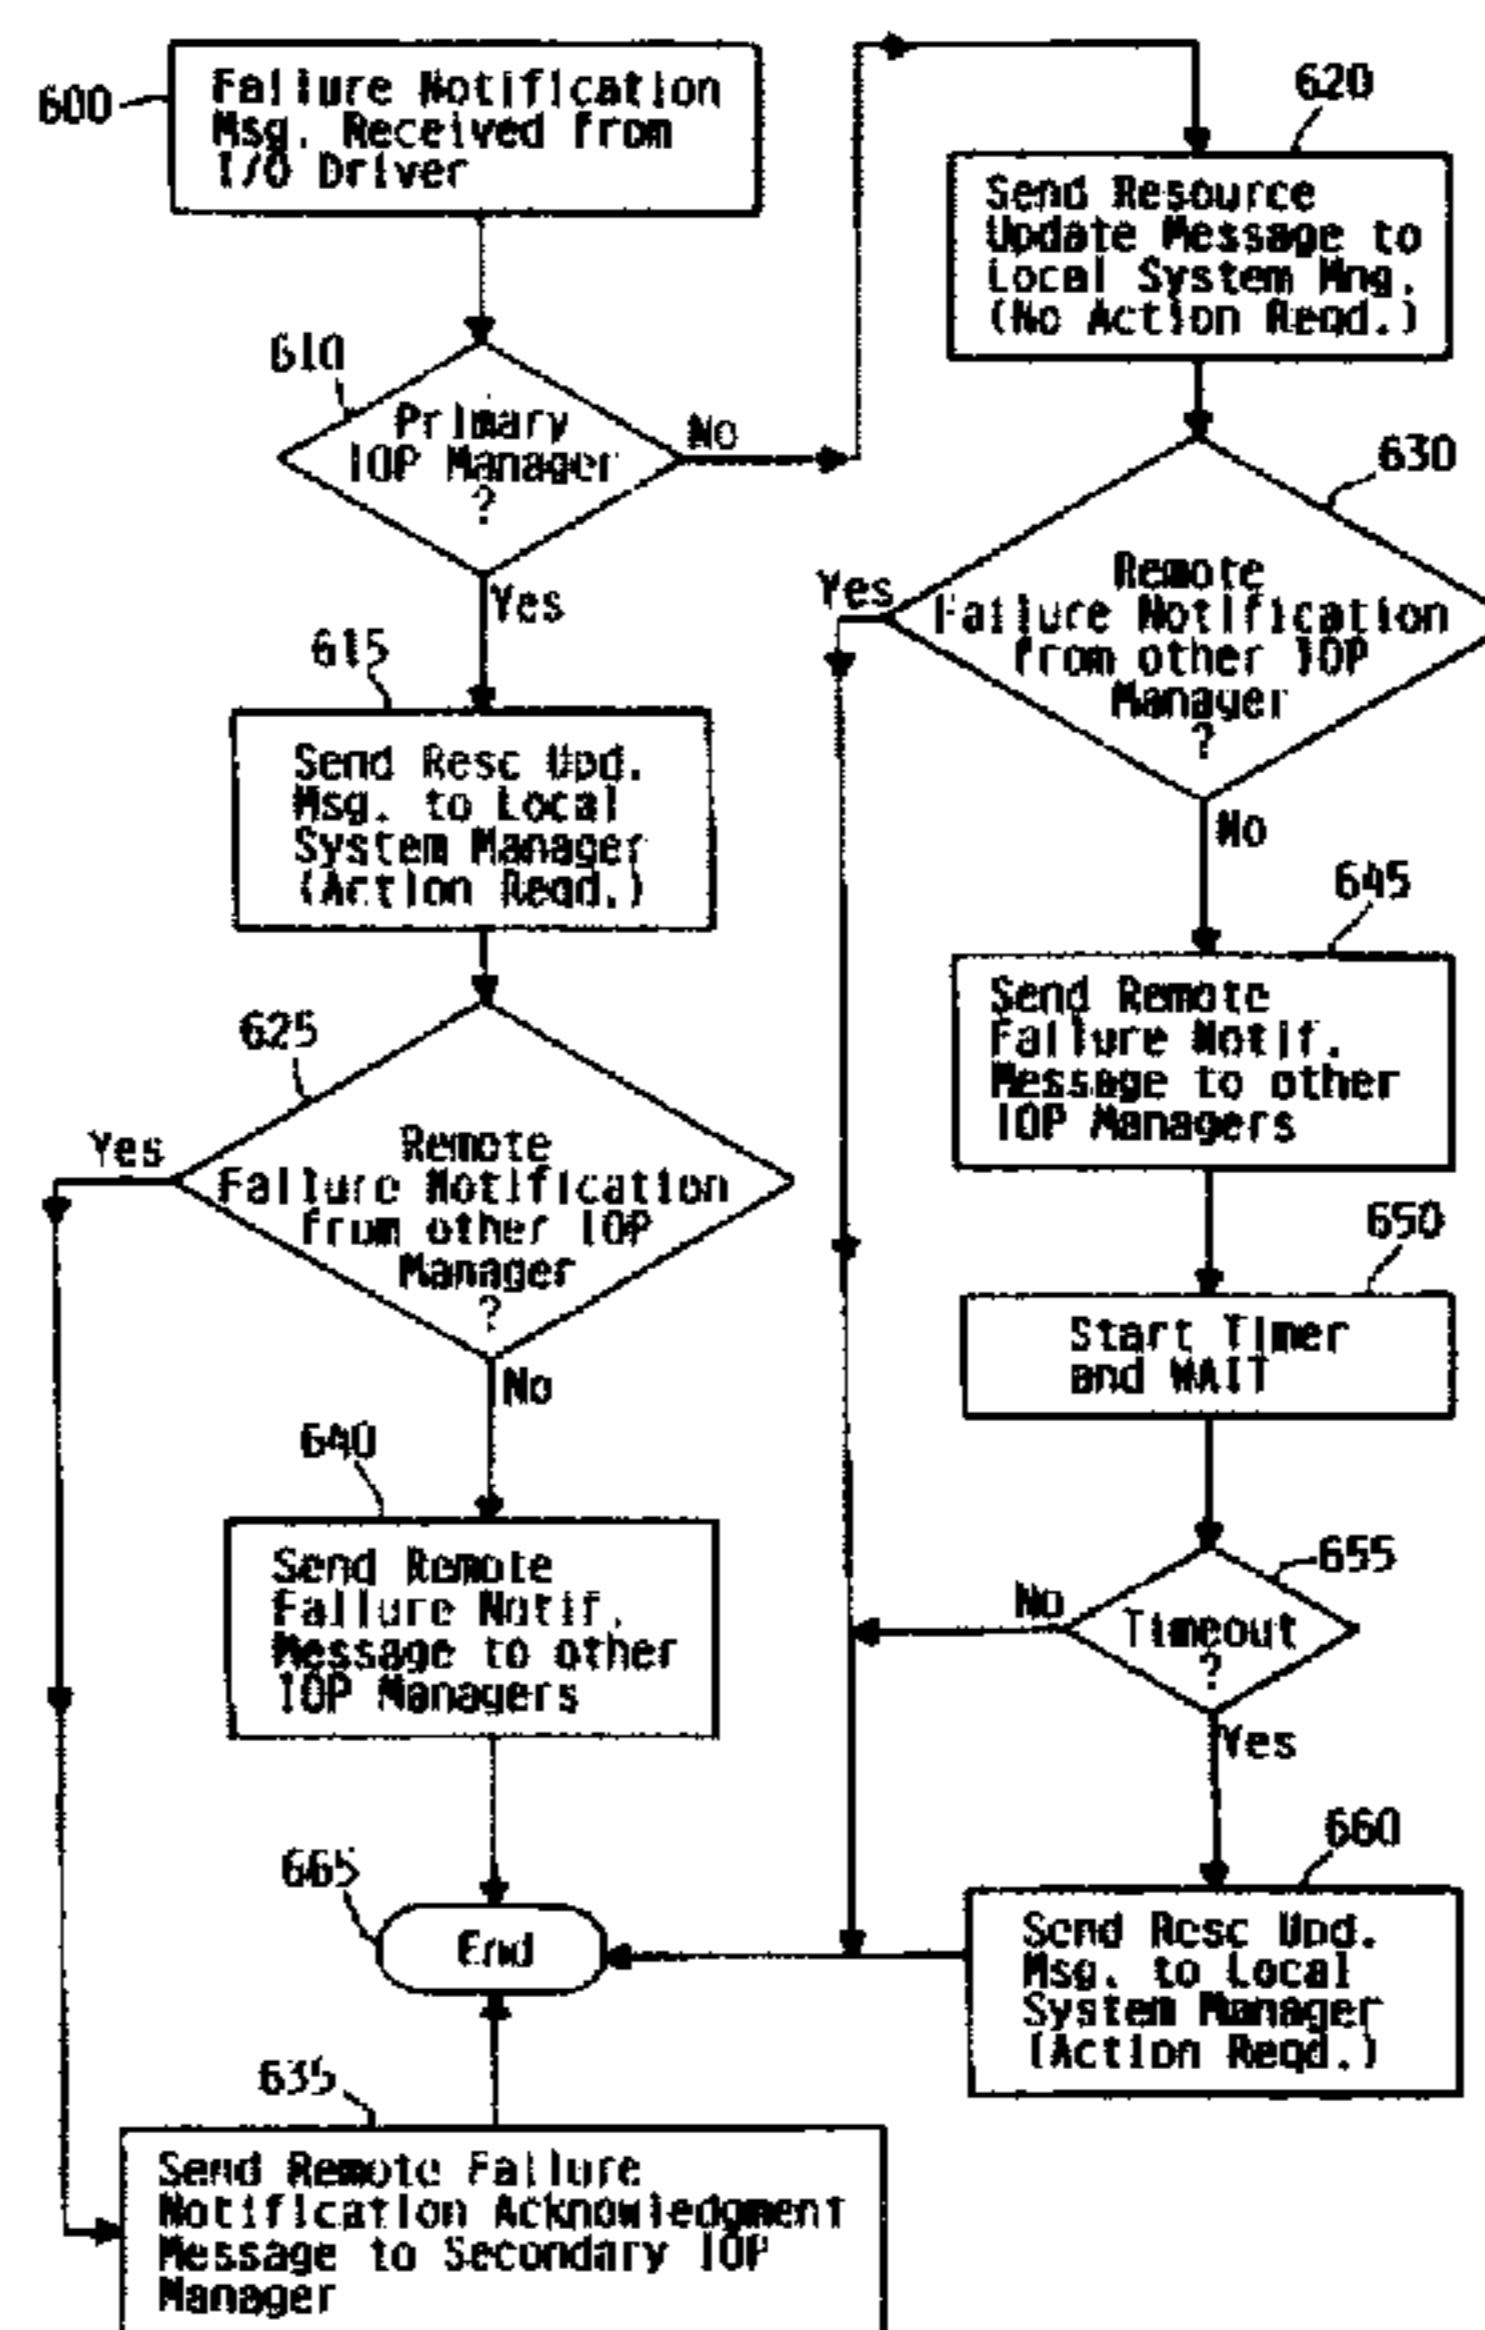 600
Failure Notification
Msg. Received from
I/O Driver
610
Primary
IOP Manager
?
No
Yes
615
Send Resc Upd.
Msg. to Local
System Manager
(Action Reqd.)
625
Yes
Remote
Failure Notification
from other IOP
Manager
?
No
640
Send Remote
Failure Notif.
Message to other
IOP Managers
665
End
635
Send Remote Failure
Notification Acknowledgment
Message to Secondary IOP
Manager
620
Send Resource
Update Message to
Local System Mng.
(No Action Reqd.)
630
Yes
Remote
Failure Notification
from other IOP
Manager
?
No
645
Send Remote
Failure Notif.
Message to other
IOP Managers
650
Start Timer
and WAIT
655
No
Timeout
?
Yes
660
Send Resc Upd.
Msg. to Local
System Manager
(Action Reqd.)